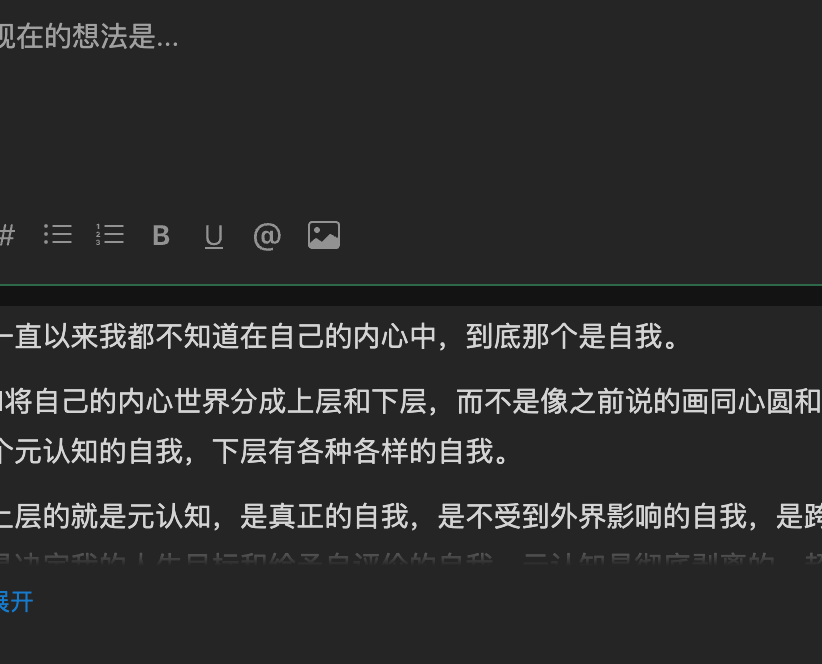 现在的想法是...
#
B U @
一直以来我都不知道在自己的内心中，到底那个是自我。
将自己的内心世界分成上层和下层，而不是像之前说的画同心圆和
个元认知的自我，下层有各种各样的自我。
上层的就是元认知，是真正的自我，是不受到外界影响的自我，是跨
展开